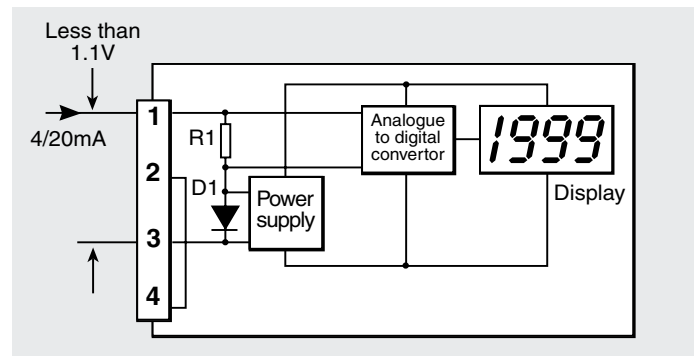 Less than
1.1V
4/20mA
1
2
3
4
R1
D1
Power
supply
Analogue
to digital
convertor
1999
Display